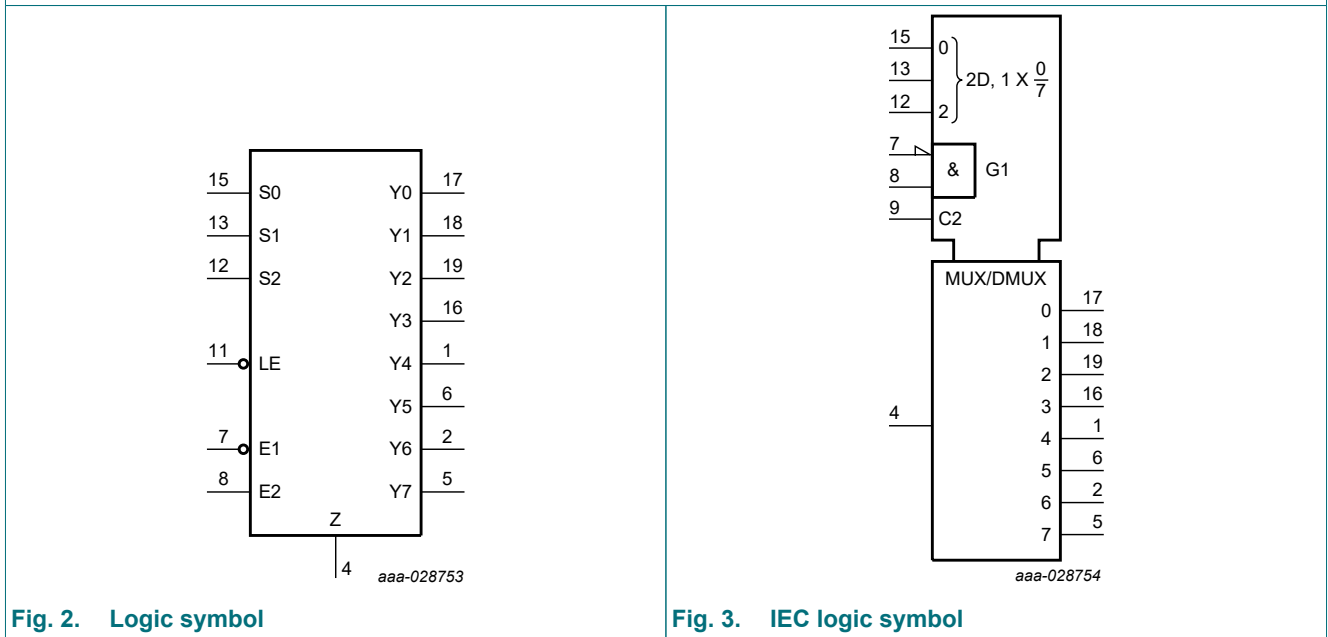 15 S0 Y0 17
13 S1 Y1 18
12 S2 Y2 19
Y3 16
11 LE Y4 1
Y5 6
7 E1 Y6 2
8 E2 Y7 5
Z
4
aaa-028753
Fig. 2. Logic symbol
15 0
13 2D, 1 X 0/7
12 2
7
& G1
8
9 C2
MUX/DMUX
0 17
1 18
2 19
3 16
4
4 1
5 6
6 2
7 5
aaa-028754
Fig. 3. IEC logic symbol